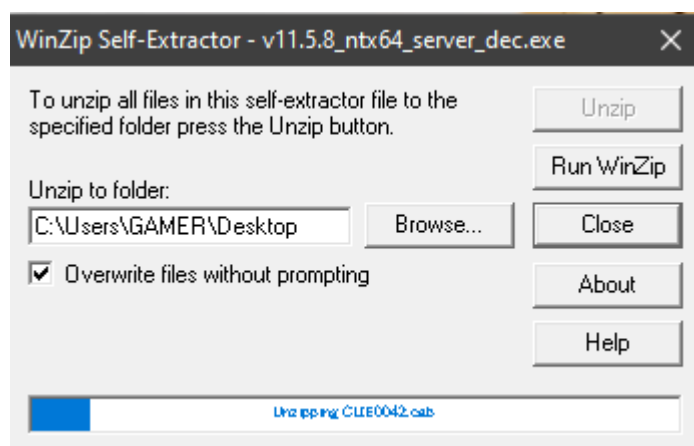 WinZip Self-Extractor - v11.5.8_ntx64_server_dec.exe
To unzip all files in this self-extractor file to the
specified folder press the Unzip button.
Unzip
Run WinZip
Unzip to folder:
C:\Users\GAMER\Desktop
Browse...
Close
Overwrite files without prompting
About
Help
Unzipping